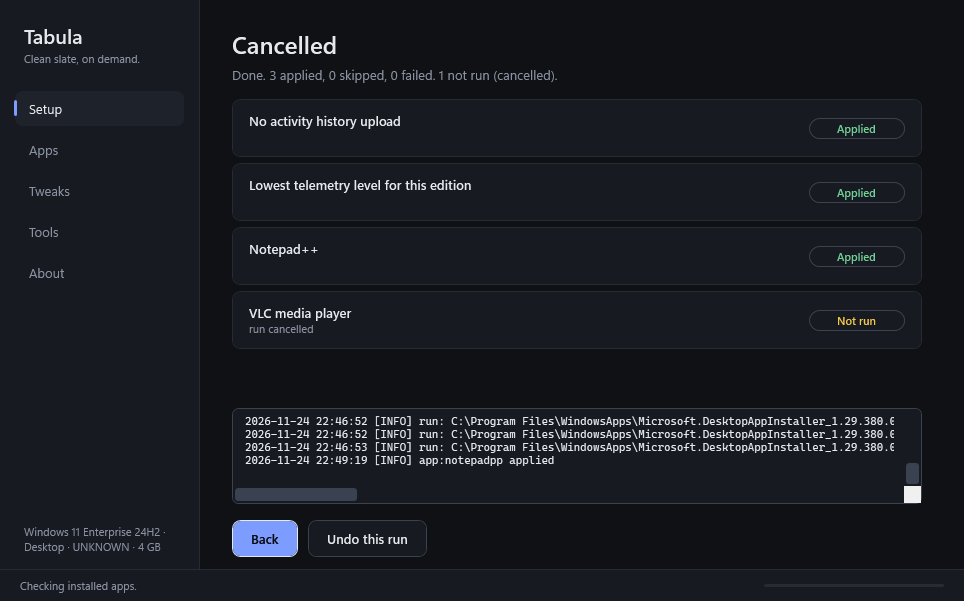 Tabula
Clean slate, on demand.
Setup
Apps
Tweaks
Tools
About
Windows 11 Enterprise 24H2 ·
Desktop · UNKNOWN · 4 GB
Cancelled
Done. 3 applied, 0 skipped, 0 failed. 1 not run (cancelled).
No activity history upload
Applied
Lowest telemetry level for this edition
Applied
Notepad++
Applied
VLC media player
run cancelled
Not run
2026-11-24 22:46:52 [INFO] run: C:\Program Files\WindowsApps\Microsoft.DesktopAppInstaller_1.29.380.0
2026-11-24 22:46:52 [INFO] run: C:\Program Files\WindowsApps\Microsoft.DesktopAppInstaller_1.29.380.0
2026-11-24 22:46:53 [INFO] run: C:\Program Files\WindowsApps\Microsoft.DesktopAppInstaller_1.29.380.0
2026-11-24 22:49:19 [INFO] app:notepadpp applied
Back
Undo this run
Checking installed apps.